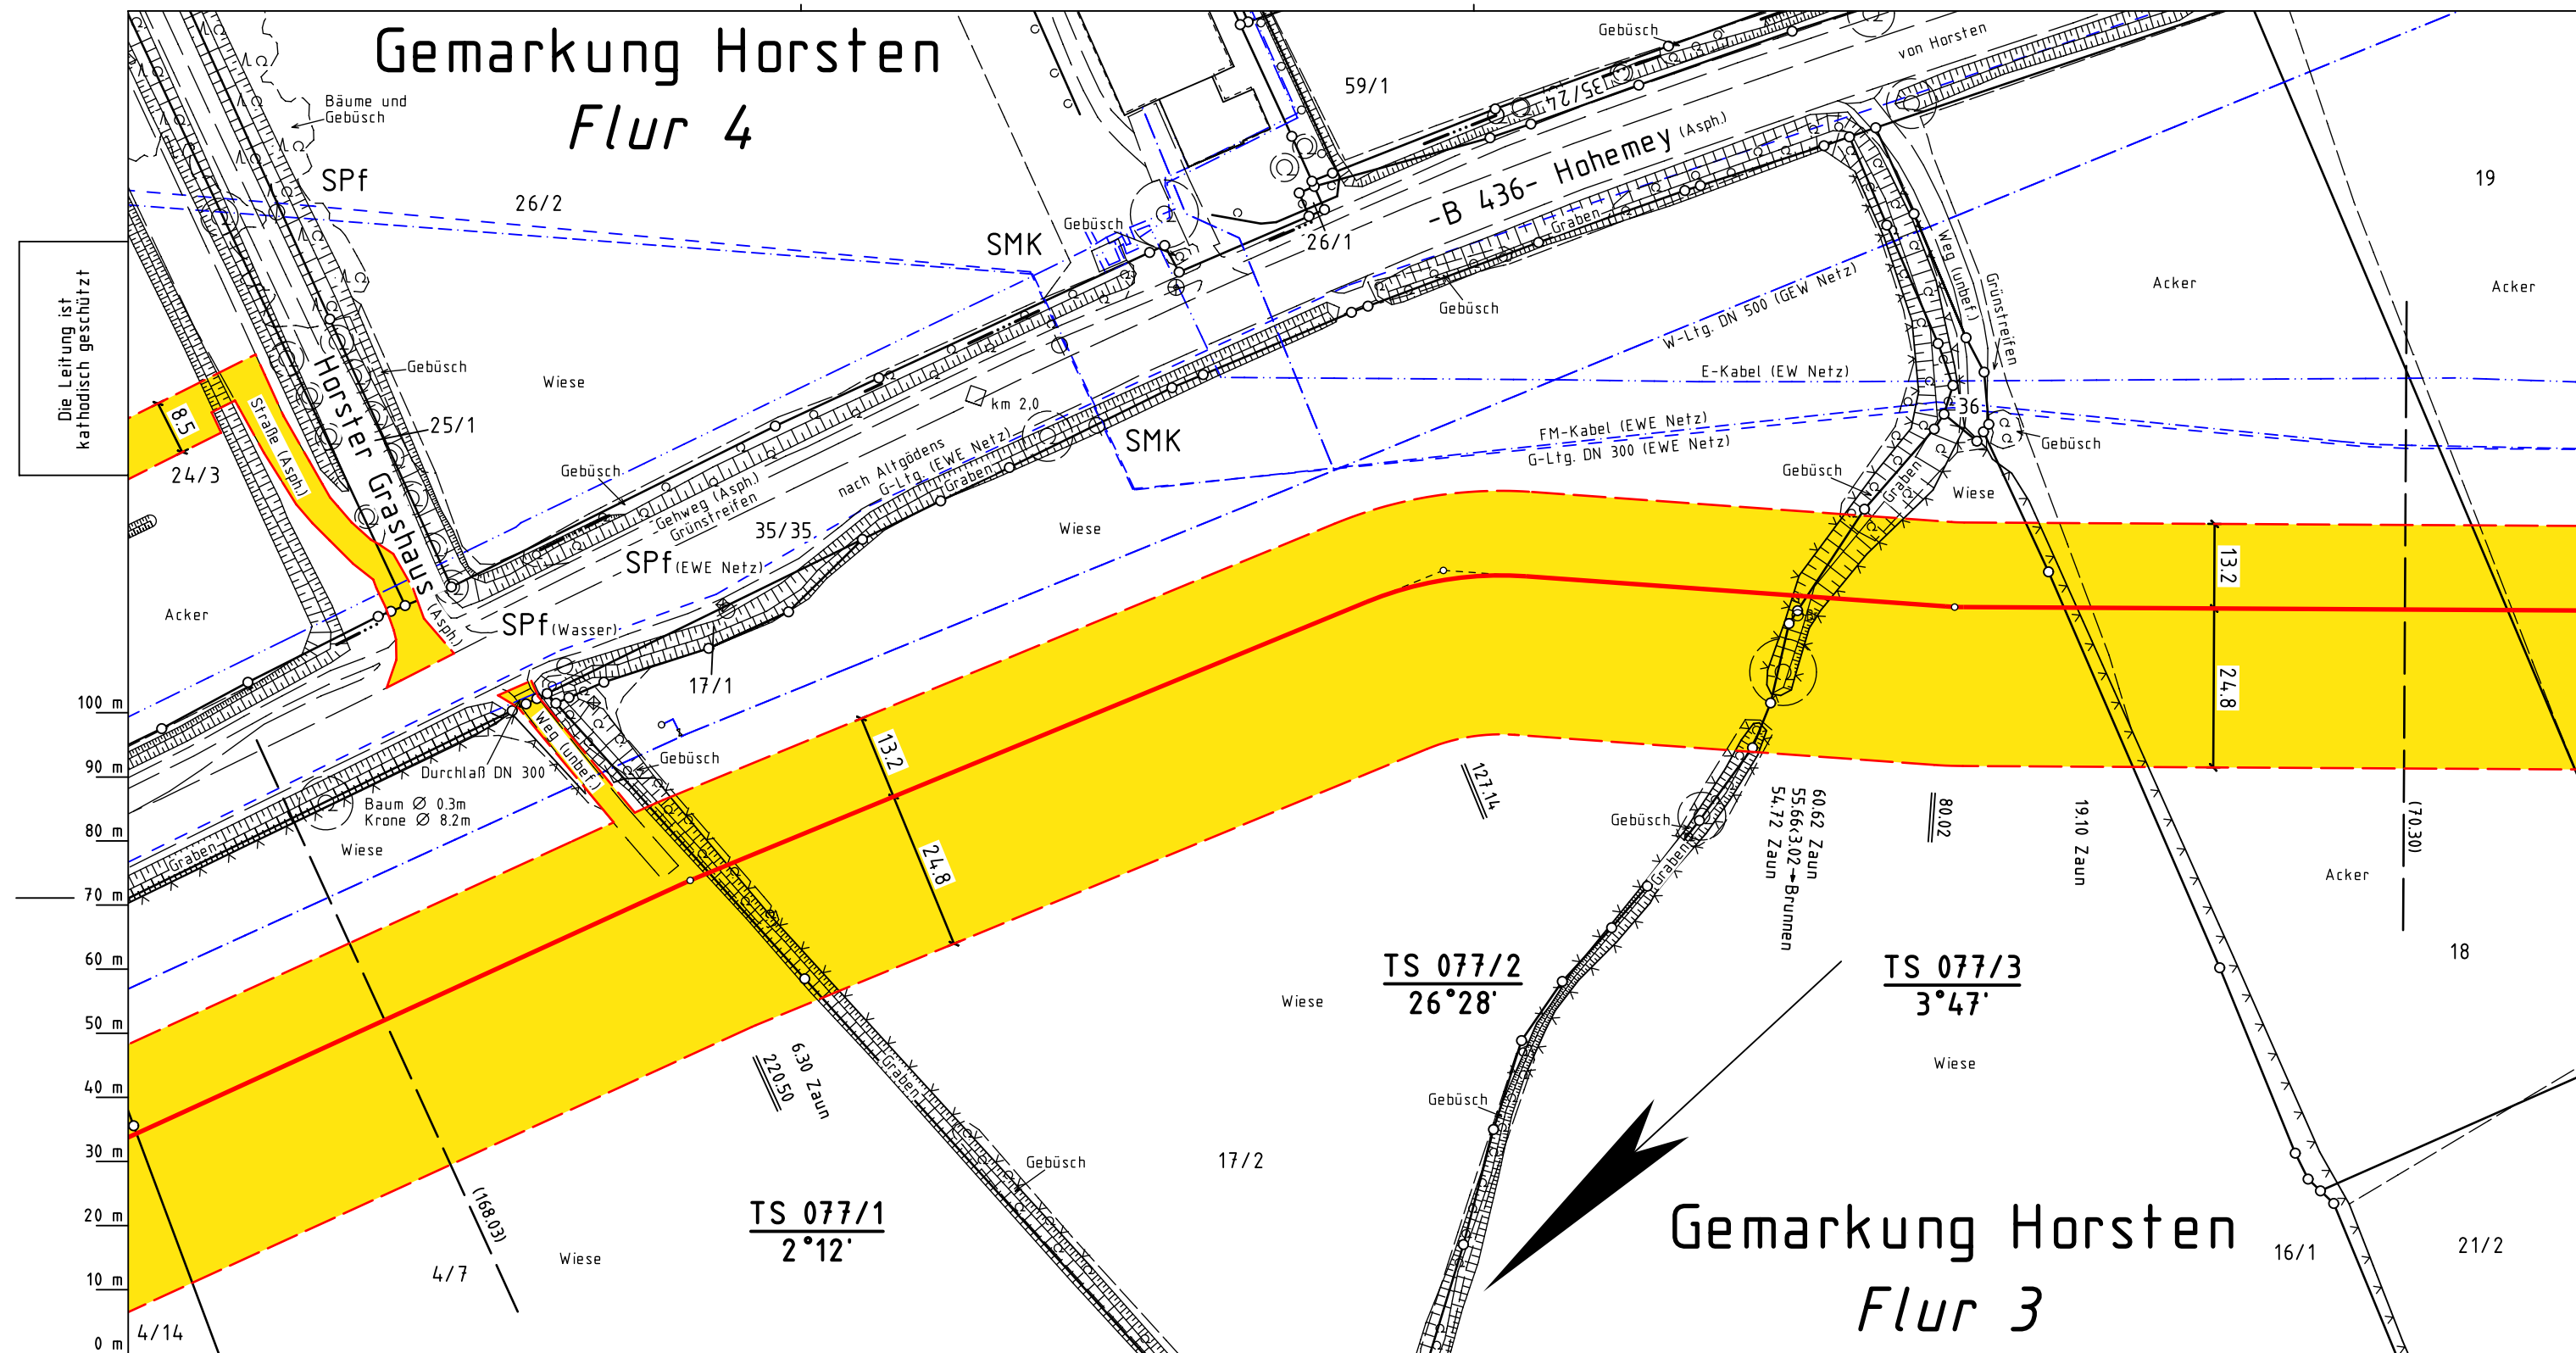 Gemarkung Horsten
Flur 4
Bäume und
Gebüsch
SPf
26/2
Die Leitung ist
kathodisch geschützt
8.5
24/3
Straße (Asph.)
Horster Grashaus (Asph.)
Gebüsch
25/1
Wiese
Acker
Gebüsch
59/1
35/24
von Horsten
-B 436- Hohemey (Asph.)
SMK
Gebüsch
26/1
Graben
Gebüsch
19
Acker
Acker
Weg (unbef.)
Grünstreifen
W-Ltg. DN 500 (GEW Netz)
E-Kabel (EW Netz)
36
FM-Kabel (EWE Netz)
G-Ltg. DN 300 (EWE Netz)
Gebüsch
Gebüsch
Graben
Wiese
km 2,0
SMK
nach Altgödens
G-Ltg. (EWE Netz)
Graben
Gebüsch
Gehweg (Asph.)
Grünstreifen
35/35
Wiese
SPf (EWE Netz)
SPf (Wasser)
17/1
13.2
24.8
100 m
90 m
80 m
70 m
60 m
50 m
40 m
30 m
20 m
10 m
0 m
Weg (unbef.)
Gebüsch
Durchlaß DN 300
Baum Ø 0.3m
Krone Ø 8.2m
Graben
Wiese
13.2
24.8
127.14
Gebüsch
Graben
60.62 Zaun
55.66<3.02→Brunnen
54.72 Zaun
80.02
19.10 Zaun
(70.30)
Acker
18
TS 077/2
26°28'
TS 077/3
3°47'
Wiese
Wiese
6.30 Zaun
220.50
Graben
Gebüsch
Gebüsch
17/2
(168.03)
TS 077/1
2°12'
Wiese
4/7
4/14
Gemarkung Horsten
Flur 3
16/1
21/2